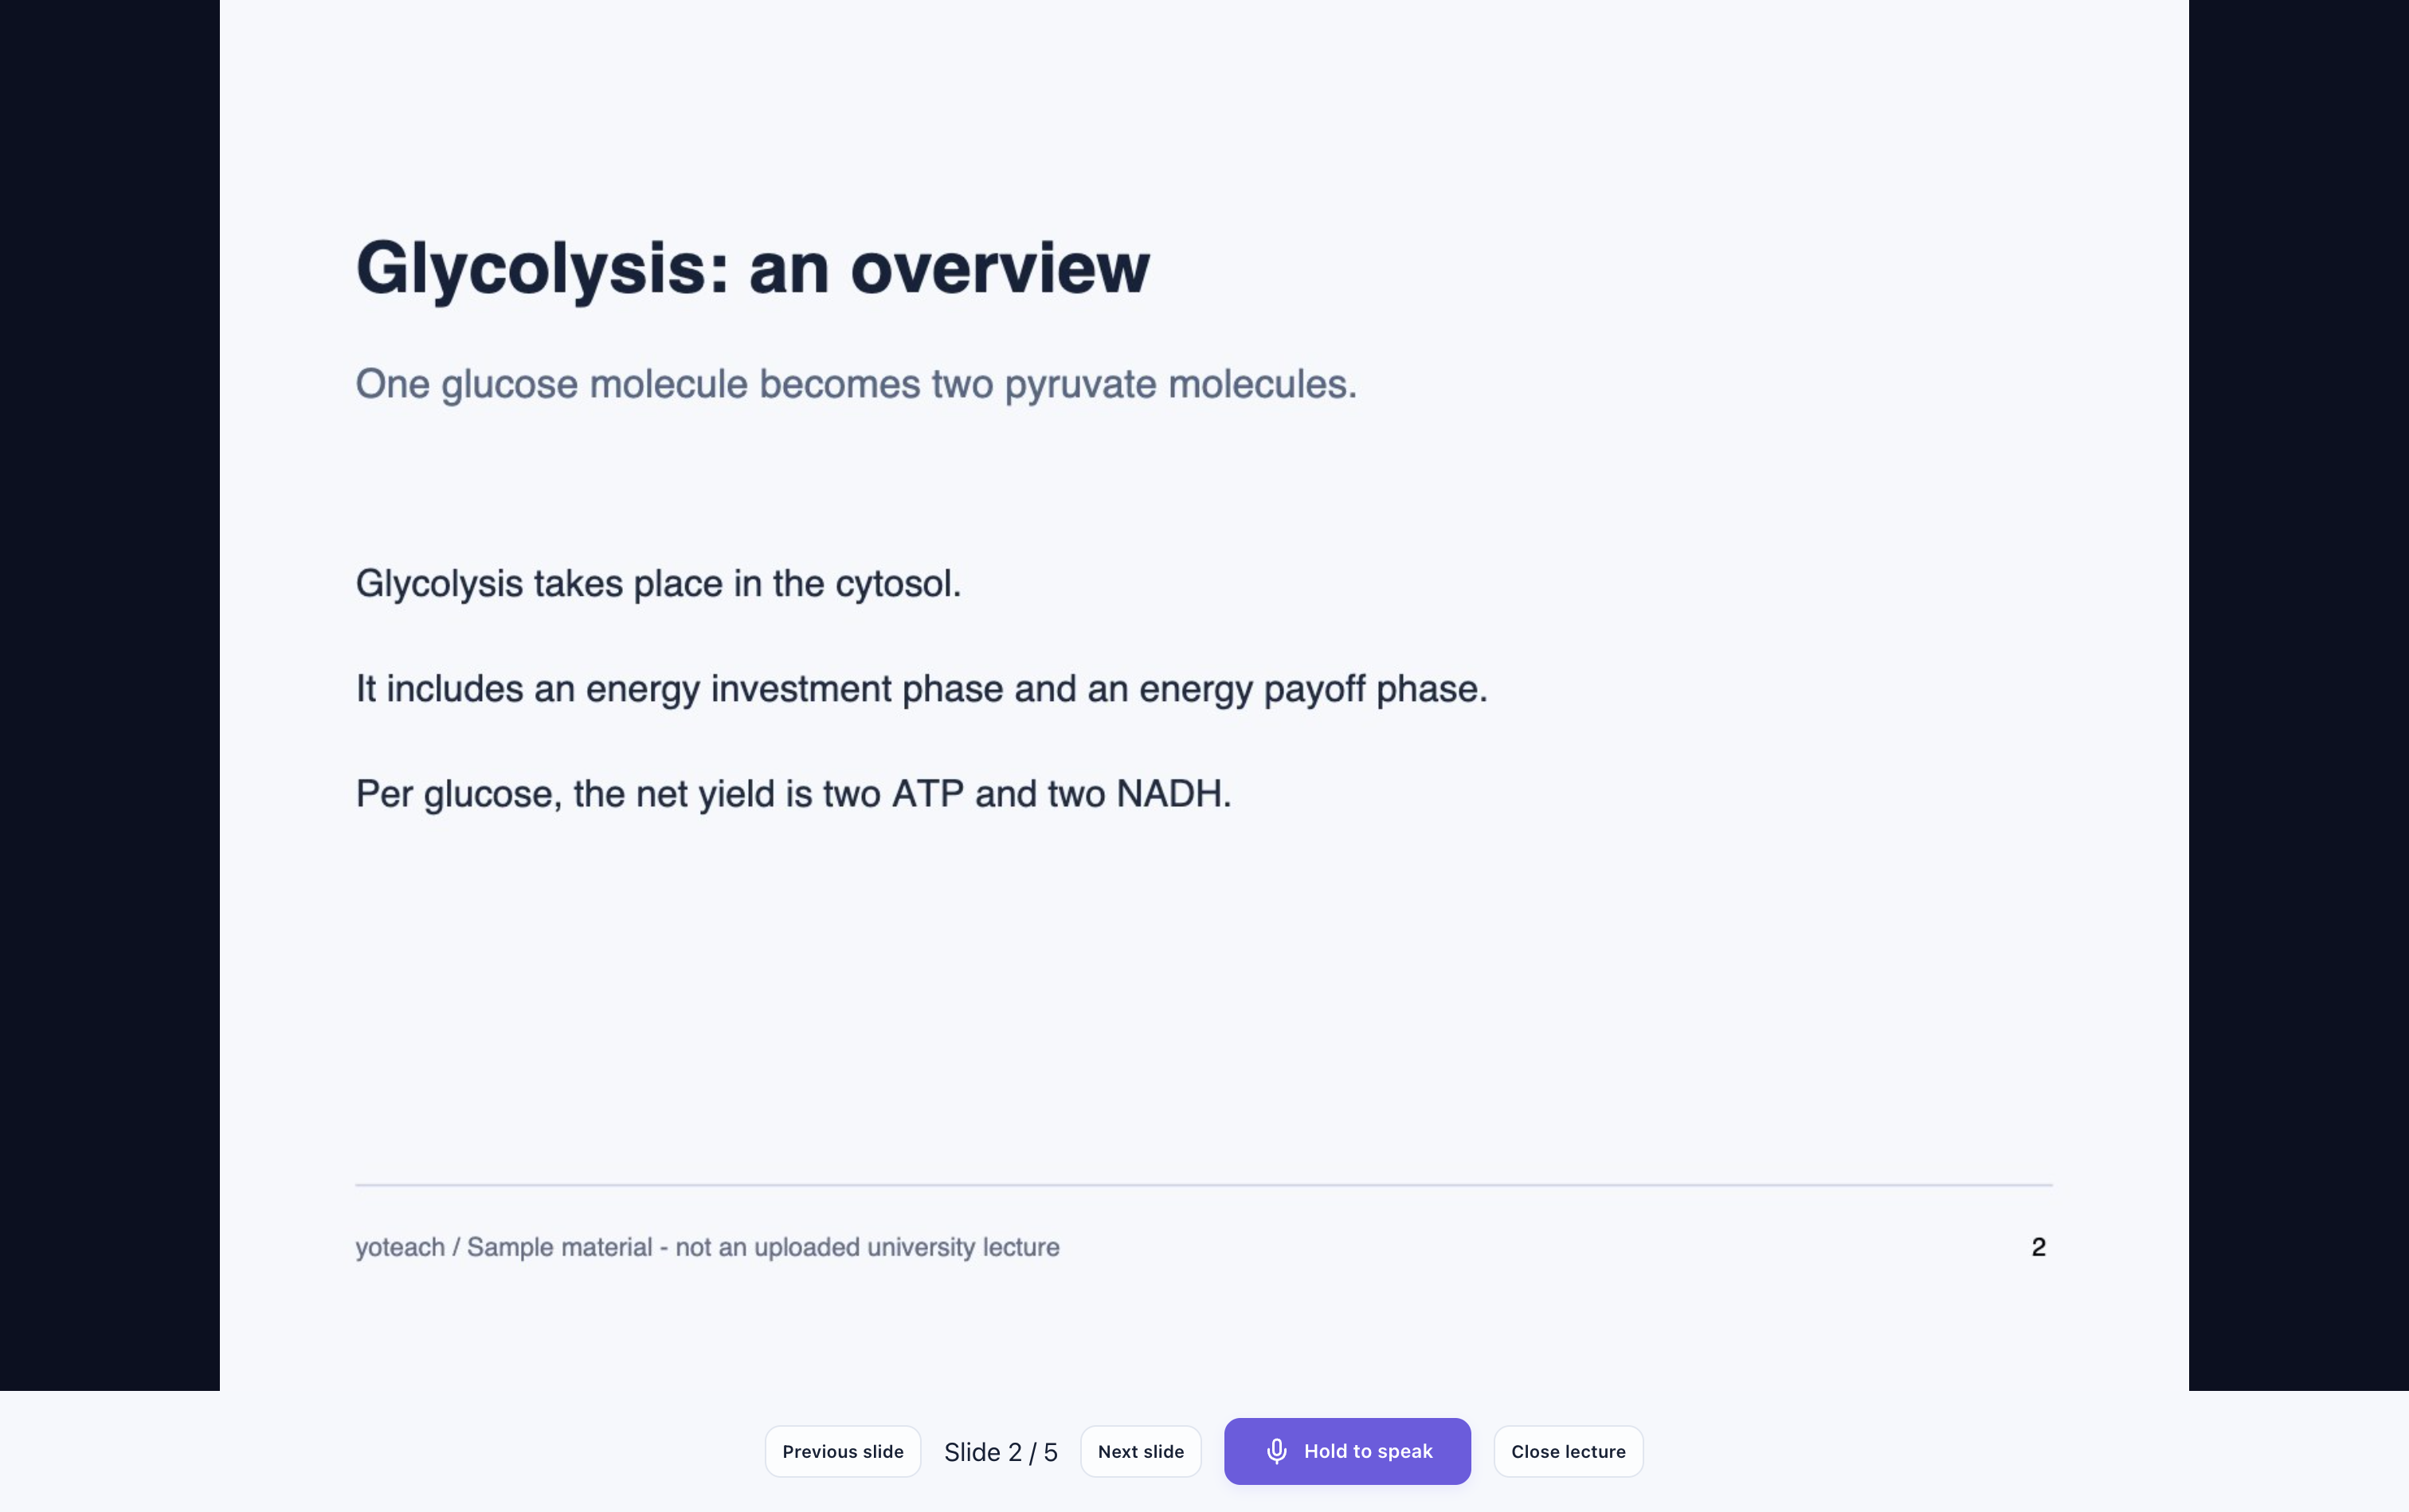 Glycolysis: an overview
One glucose molecule becomes two pyruvate molecules.
Glycolysis takes place in the cytosol.
It includes an energy investment phase and an energy payoff phase.
Per glucose, the net yield is two ATP and two NADH.
yoteach / Sample material - not an uploaded university lecture
2
Previous slide
Slide 2 / 5
Next slide
Hold to speak
Close lecture